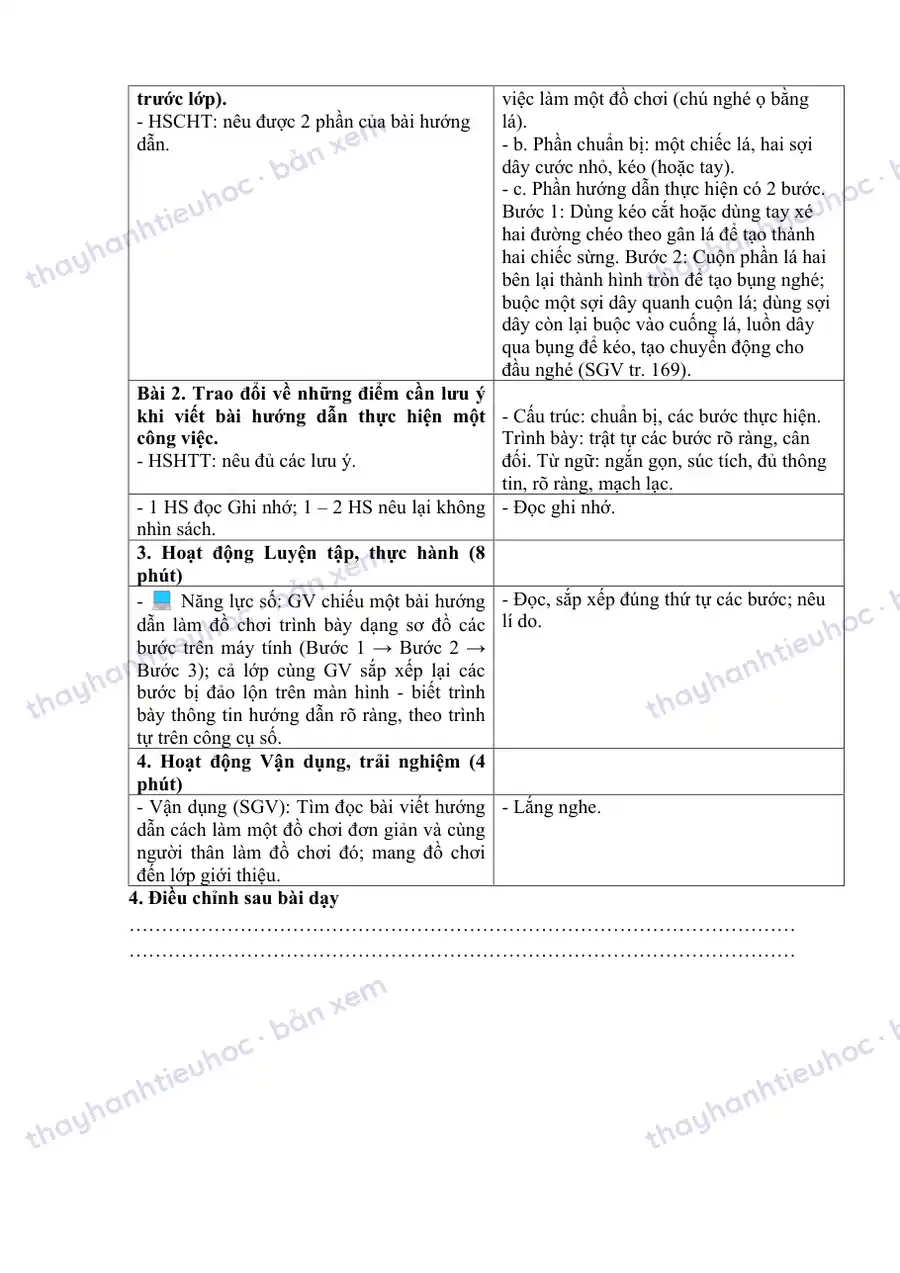 trước lớp).
- HSCHT: nêu được 2 phần của bài hướng
dẫn.
việc làm một đồ chơi (chú nghé ọ bằng
lá).
- b. Phần chuẩn bị: một chiếc lá, hai sợi
dây cước nhỏ, kéo (hoặc tay).
- c. Phần hướng dẫn thực hiện có 2 bước.
Bước 1: Dùng kéo cắt hoặc dùng tay xé
hai đường chéo theo gân lá để tạo thành
hai chiếc sừng. Bước 2: Cuộn phần lá hai
bên lại thành hình tròn để tạo bụng nghé;
buộc một sợi dây quanh cuộn lá; dùng sợi
dây còn lại buộc vào cuống lá, luồn dây
qua bụng để kéo, tạo chuyển động cho
đầu nghé (SGV tr. 169).
Bài 2. Trao đổi về những điểm cần lưu ý
khi viết bài hướng dẫn thực hiện một
công việc.
- HSHTT: nêu đủ các lưu ý.
- Cấu trúc: chuẩn bị, các bước thực hiện.
Trình bày: trật tự các bước rõ ràng, cân
đối. Từ ngữ: ngắn gọn, súc tích, đủ thông
tin, rõ ràng, mạch lạc.
- 1 HS đọc Ghi nhớ; 1 – 2 HS nêu lại không
nhìn sách.
- Đọc ghi nhớ.
3. Hoạt động Luyện tập, thực hành (8
phút)
- Năng lực số: GV chiếu một bài hướng
dẫn làm đồ chơi trình bày dạng sơ đồ các
bước trên máy tính (Bước 1 → Bước 2 →
Bước 3); cả lớp cùng GV sắp xếp lại các
bước bị đảo lộn trên màn hình - biết trình
bày thông tin hướng dẫn rõ ràng, theo trình
tự trên công cụ số.
- Đọc, sắp xếp đúng thứ tự các bước; nêu
lí do.
4. Hoạt động Vận dụng, trải nghiệm (4
phút)
- Vận dụng (SGV): Tìm đọc bài viết hướng
dẫn cách làm một đồ chơi đơn giản và cùng
người thân làm đồ chơi đó; mang đồ chơi
đến lớp giới thiệu.
- Lắng nghe.
4. Điều chỉnh sau bài dạy
……………………………………………………………………………………………
……………………………………………………………………………………………
thayhanhtieuhoc · bản xem
thayhanhtieuhoc · b
thayhanhtieuhoc · bản xem
thayhanhtieuhoc · b
thayhanhtieuhoc · bản xem
thayhanhtieuhoc · b